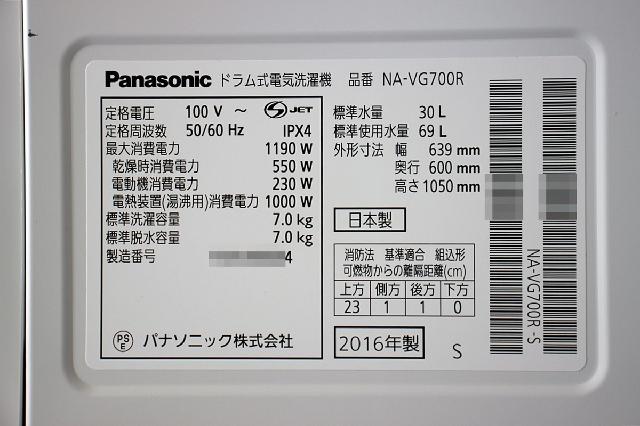 Panasonic ドラム式電気洗濯機 品番 NA-VG700R
定格電圧 100 V ～ S JET
定格周波数 50/60 Hz IPX4
最大消費電力 1190 W
乾燥時消費電力 550 W
電動機消費電力 230 W
電熱装置(湯沸用)消費電力 1000 W
標準洗濯容量 7.0 kg
標準脱水容量 7.0 kg
製造番号 4
PS
E
パナソニック株式会社
標準水量 30 L
標準使用水量 69 L
外形寸法 幅 639 mm
奥行 600 mm
高さ 1050 mm
日本製
消防法 基準適合 組込形
可燃物からの離隔距離(cm)
上方 側方 後方 下方
23 1 1 0
2016年製 S
NA-VG700R -S